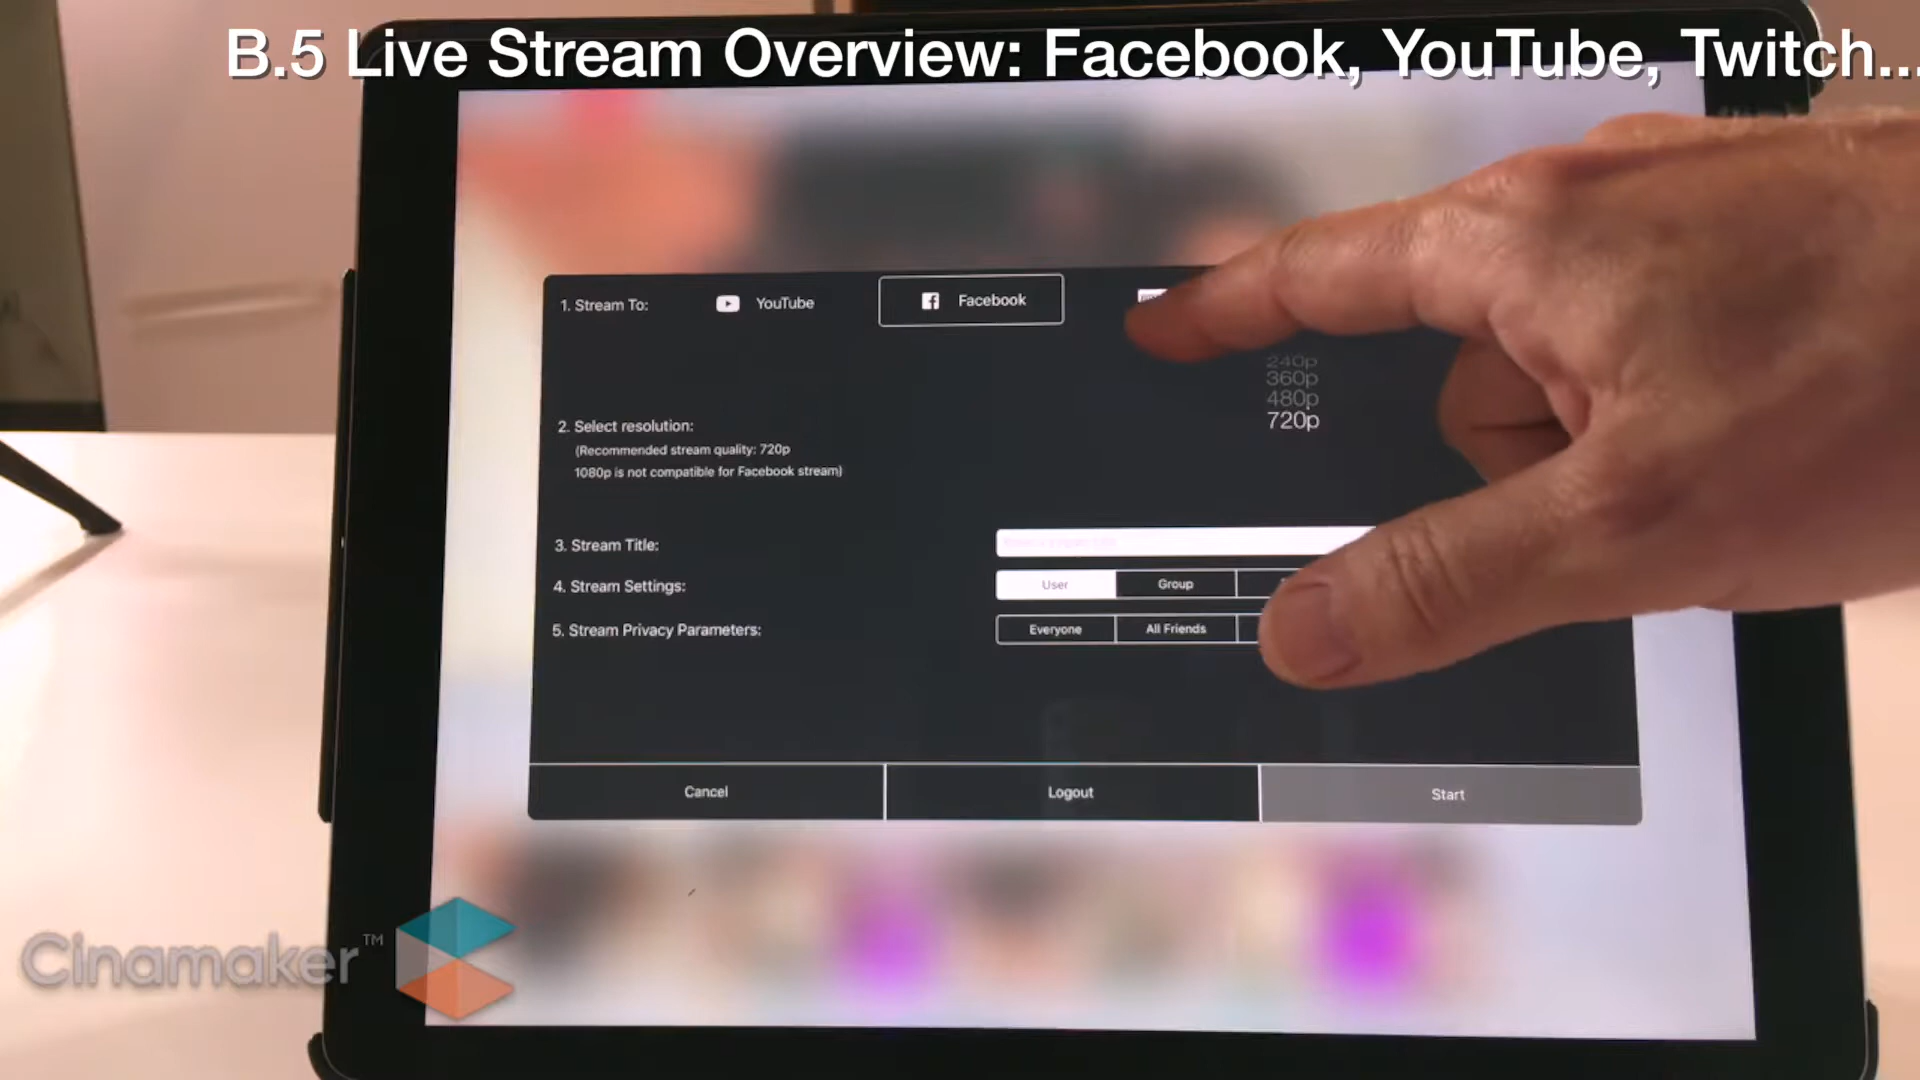 B.5 Live Stream Overview: Facebook, YouTube, Twitch...
1. Stream To:
YouTube
Facebook
240p
360p
480p
720p
2. Select resolution:
(Recommended stream quality: 720p
1080p is not compatible for Facebook stream)
3. Stream Title:
4. Stream Settings:
User
Group
5. Stream Privacy Parameters:
Everyone
All Friends
Cancel
Logout
Start
Cinamaker™